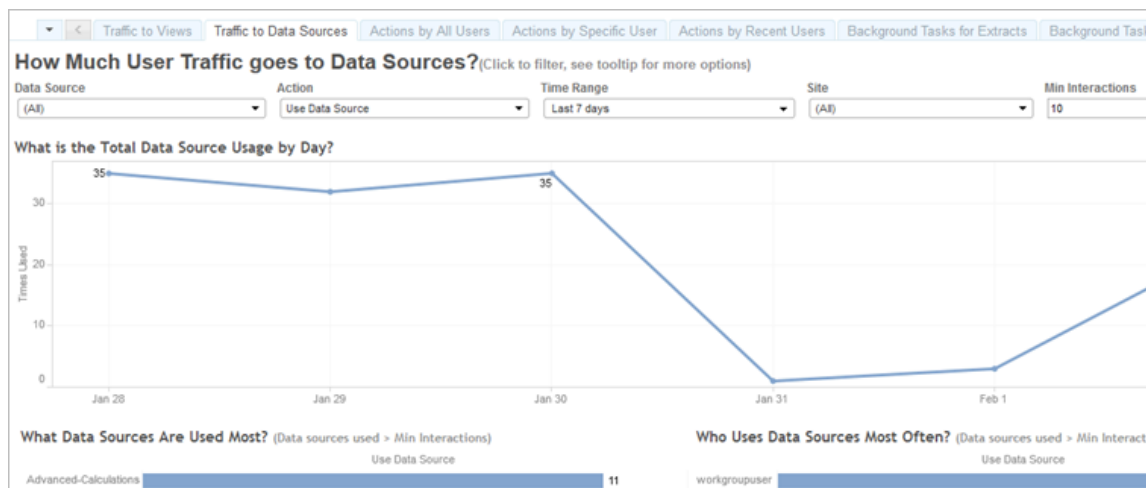 Traffic to Views Traffic to Data Sources Actions by All Users Actions by Specific User Actions by Recent Users Background Tasks for Extracts Background Tas
How Much User Traffic goes to Data Sources?(Click to filter, see tooltip for more options)
Data Source Action Time Range Site Min Interactions
(All) Use Data Source Last 7 days (All) 10
What is the Total Data Source Usage by Day?
35
35
30
20
10
0
Times Used
Jan 28 Jan 29 Jan 30 Jan 31 Feb 1
What Data Sources Are Used Most? (Data sources used > Min Interactions) Who Uses Data Sources Most Often? (Data sources used > Min Interact
Use Data Source Use Data Source
Advanced-Calculations 11 workgroupuser